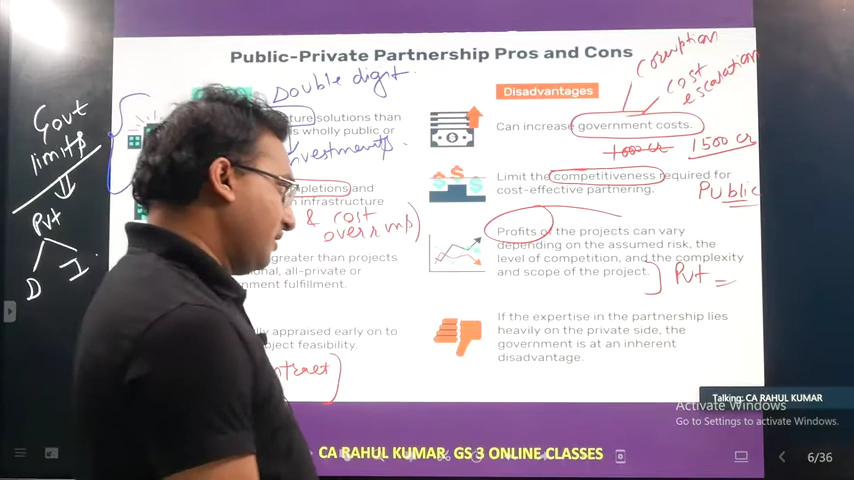 Public-Private Partnership Pros and Cons
Govt
limits
Pvt
D I
Double digit
solutions than
is wholly public or
investments.
pletions and
infrastructure
& cost
overruns)
greater than projects
onal, all-private or
nment fulfillment.
lly appraised early on to
oject feasibility.
ntract)
Disadvantages
Coruption
Cost
escalation
Can increase government costs.
1000 cr 1500 cr
Limit the competitiveness required for
cost-effective partnering.
Public
Profits of the projects can vary
depending on the assumed risk, the
level of competition, and the complexity
and scope of the project.
Pvt
If the expertise in the partnership lies
heavily on the private side, the
government is at an inherent
disadvantage.
Talking: CA RAHUL KUMAR
Activate Windows
Go to Settings to activate Windows.
CA RAHUL KUMAR, GS 3 ONLINE CLASSES
6/36